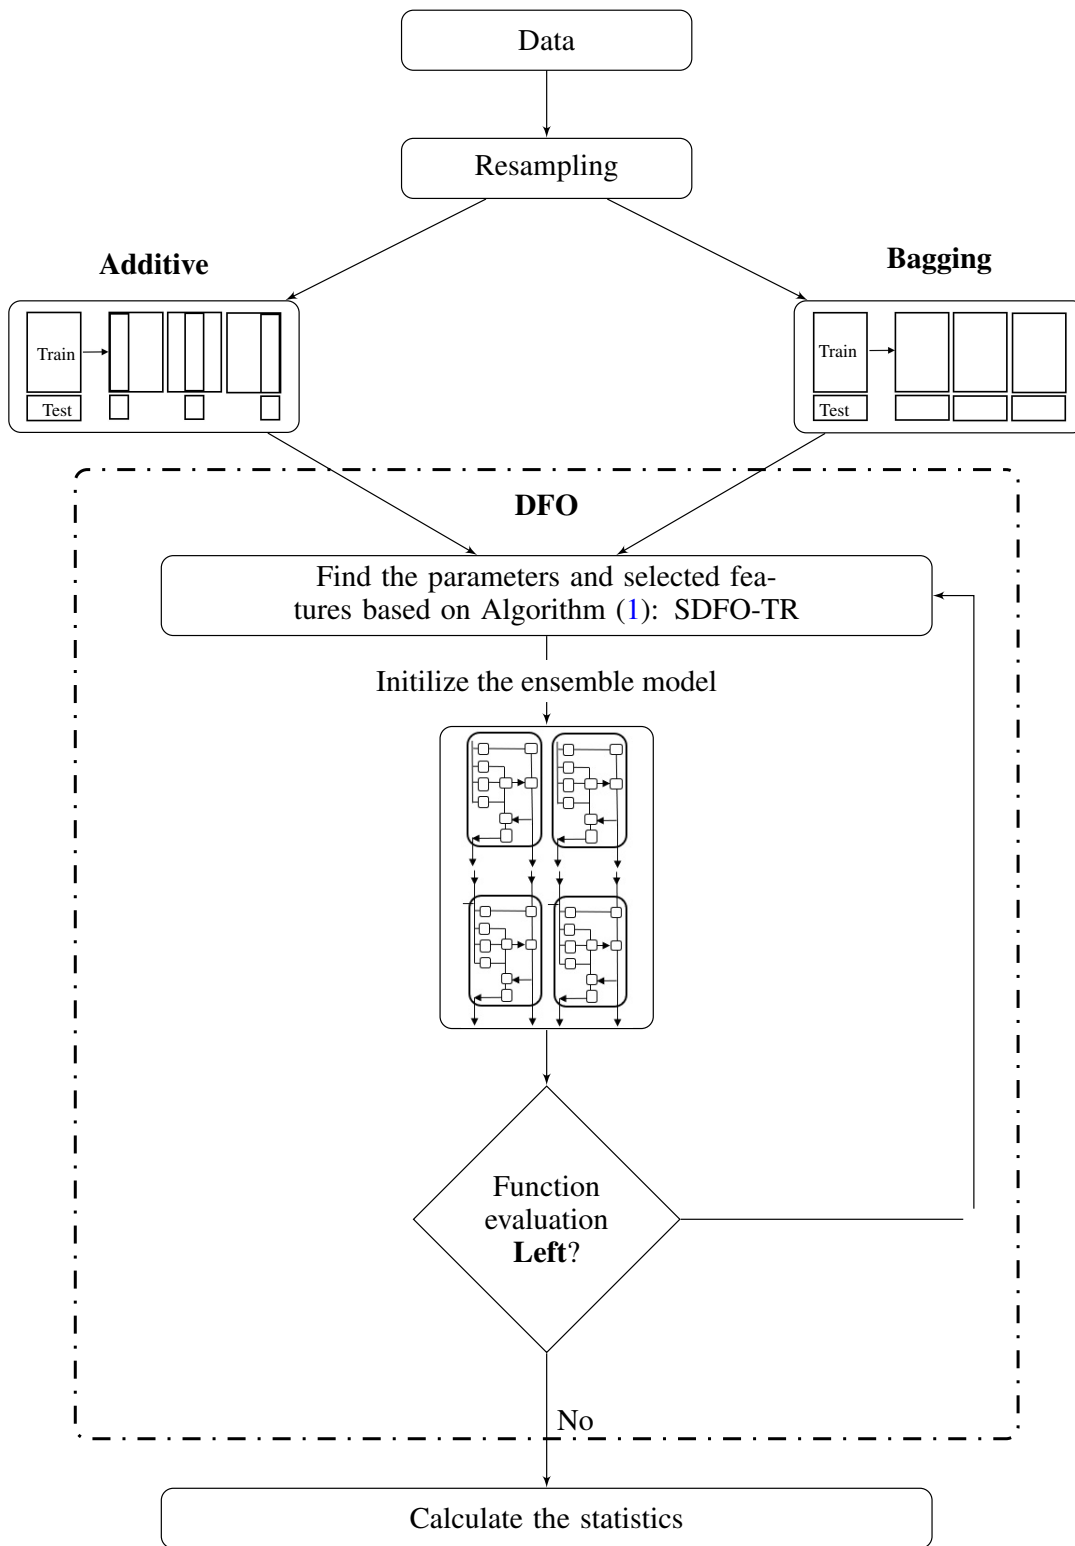 Data
Resampling
Additive
Bagging
Train
Test
Train
Test
DFO
Find the parameters and selected fea-
tures based on Algorithm (1): SDFO-TR
Initilize the ensemble model
Function
evaluation
Left?
No
Calculate the statistics